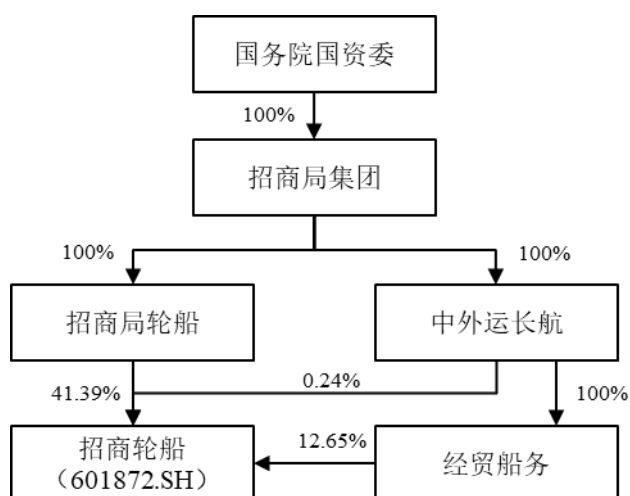 国务院国资委
100%
招商局集团
100%
100%
招商局轮船
中外运长航
41.39%
0.24%
100%
招商轮船
（601872.SH）
12.65%
经贸船务